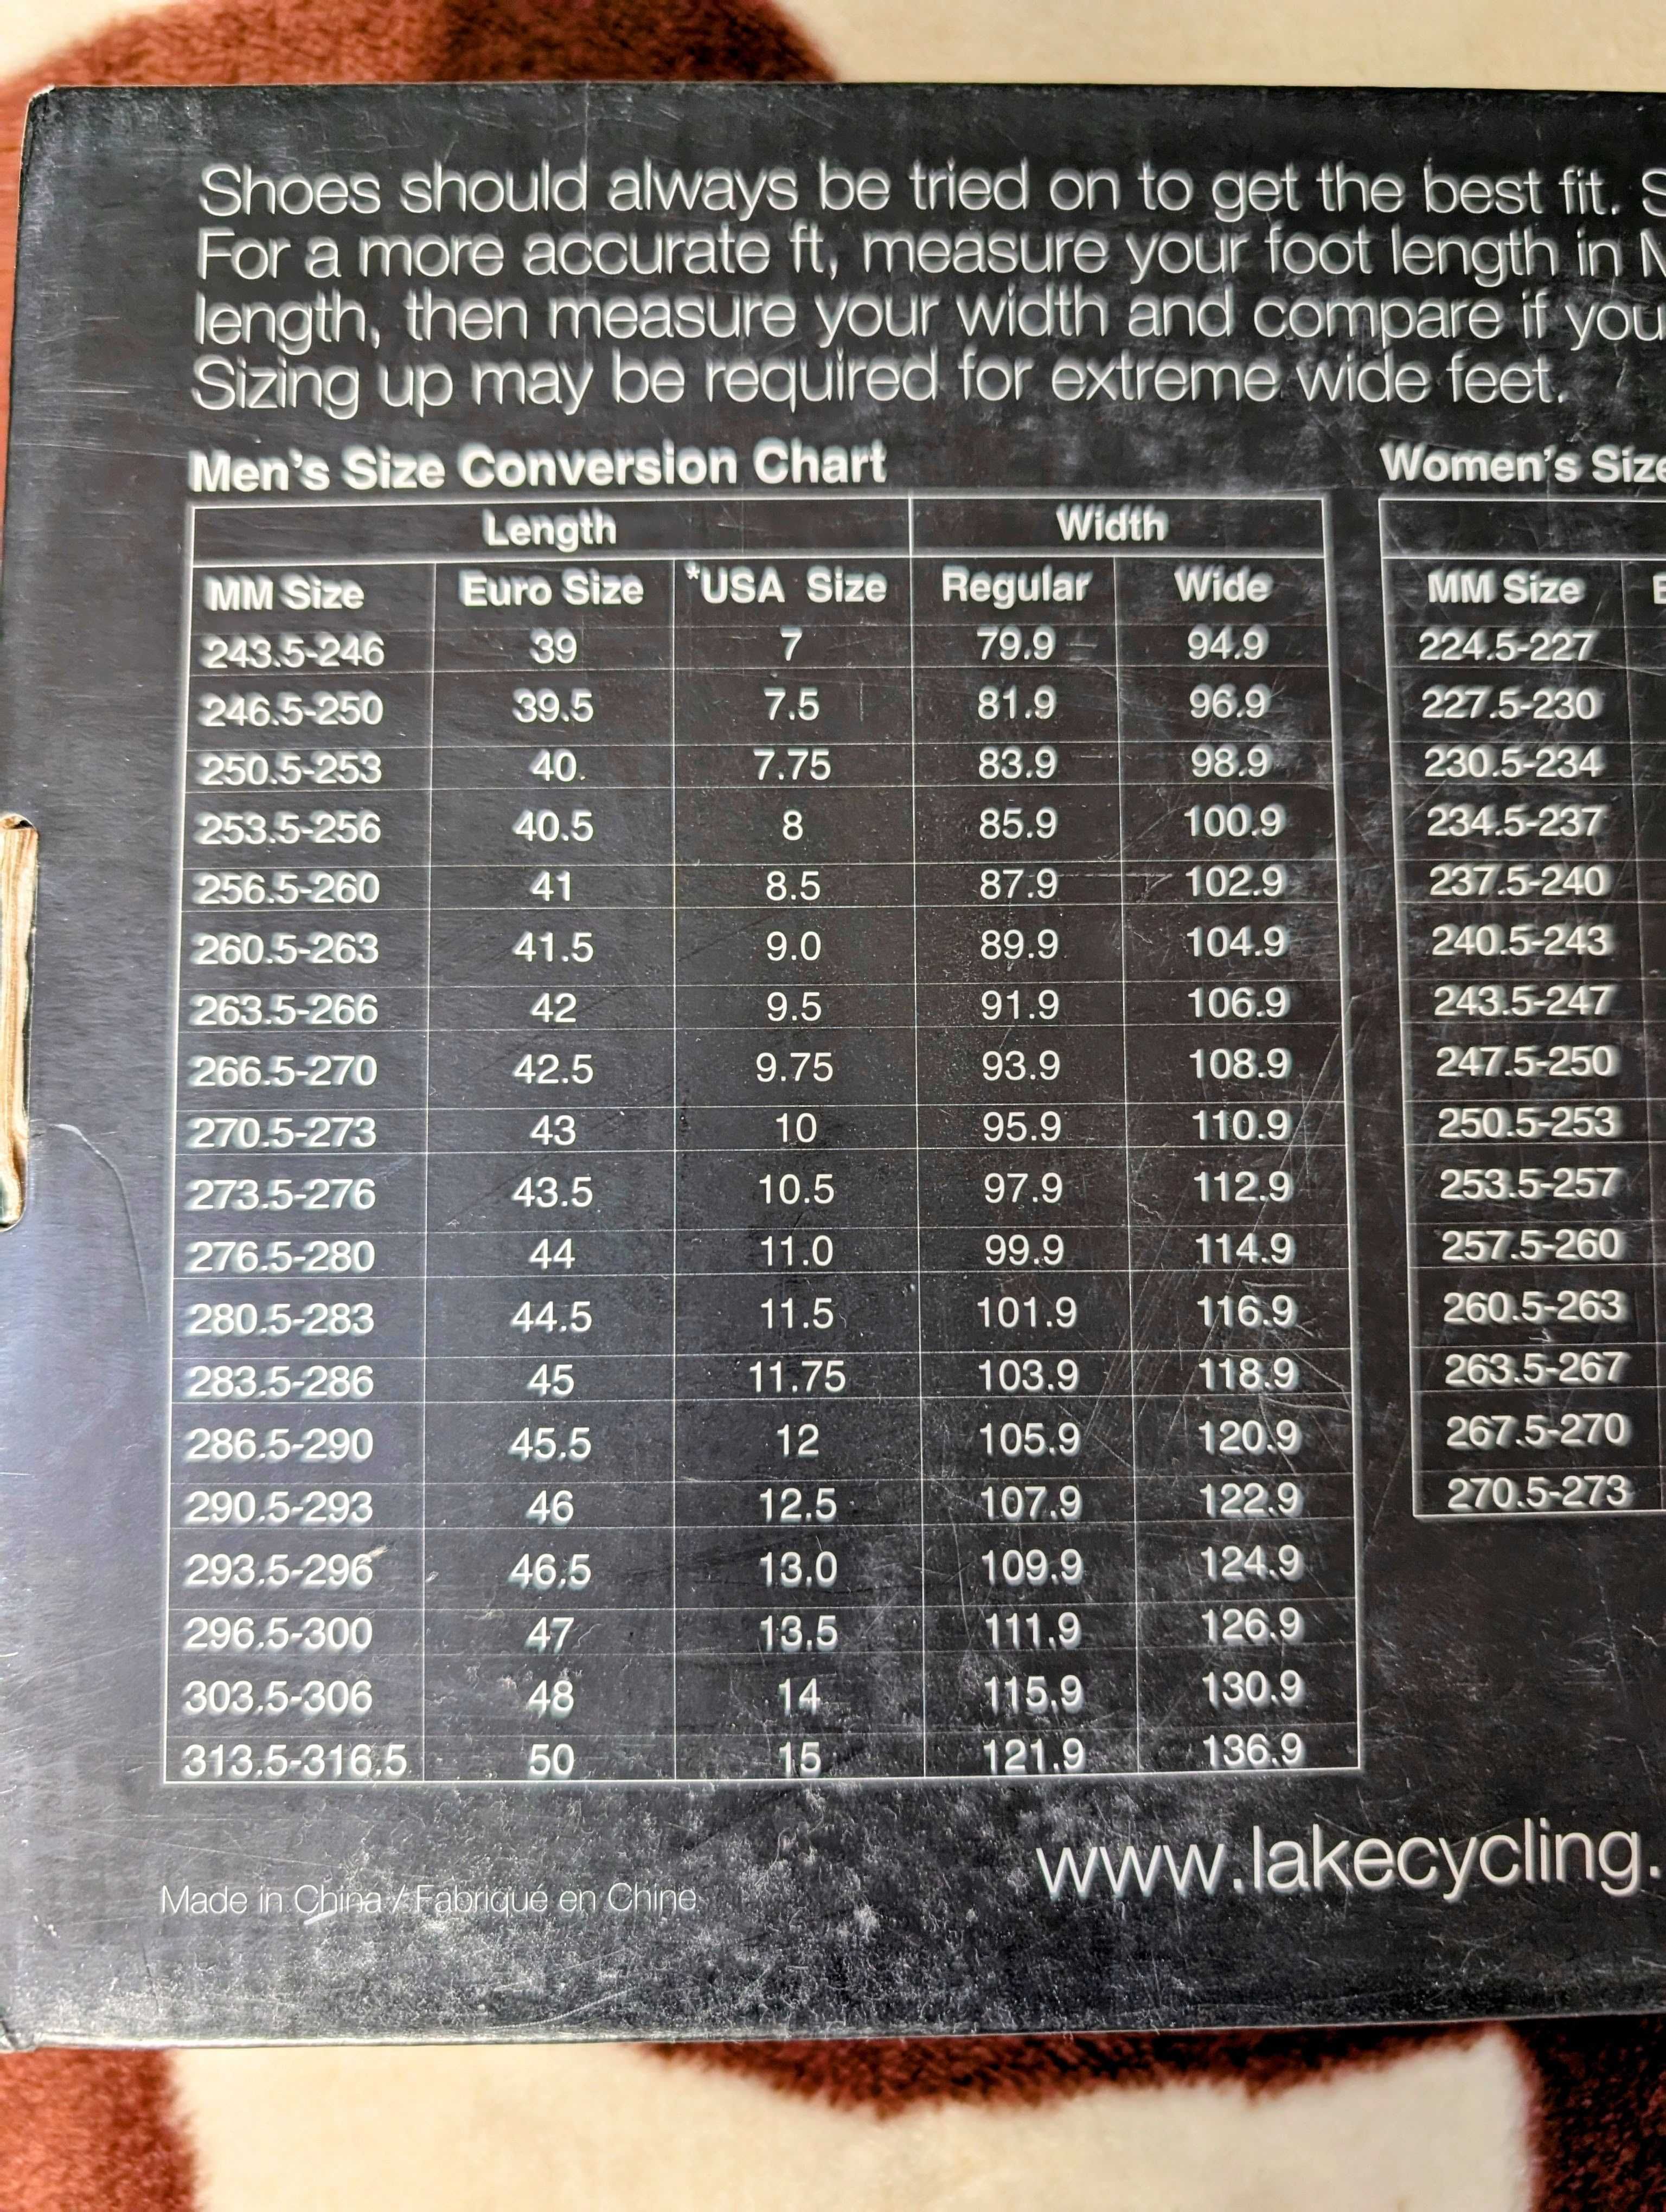 Shoes should always be tried on to get the best fit.
For a more accurate ft, measure your foot length in
length, then measure your width and compare if you
Sizing up may be required for extreme wide feet.
Men's Size Conversion Chart
Length Width
MM Size Euro Size *USA Size Regular Wide
243.5-246 39 7 79.9 94.9
246.5-250 39.5 7.5 81.9 96.9
250.5-253 40. 7.75 83.9 98.9
253.5-256 40.5 8 85.9 100.9
256.5-260 41 8.5 87.9 102.9
260.5-263 41.5 9.0 89.9 104.9
263.5-266 42 9.5 91.9 106.9
266.5-270 42.5 9.75 93.9 108.9
270.5-273 43 10 95.9 110.9
273.5-276 43.5 10.5 97.9 112.9
276.5-280 44 11.0 99.9 114.9
280.5-283 44.5 11.5 101.9 116.9
283.5-286 45 11.75 103.9 118.9
286.5-290 45.5 12 105.9 120.9
290.5-293 46 12.5 107.9 122.9
293.5-296 46.5 13.0 109.9 124.9
296.5-300 47 13.5 111.9 126.9
303.5-306 48 14 115.9 130.9
313.5-316.5 50 15 121.9 136.9
Women's Size
MM Size
224.5-227
227.5-230
230.5-234
234.5-237
237.5-240
240.5-243
243.5-247
247.5-250
250.5-253
253.5-257
257.5-260
260.5-263
263.5-267
267.5-270
270.5-273
www.lakecycling.
Made in China / Fabriqué en Chine